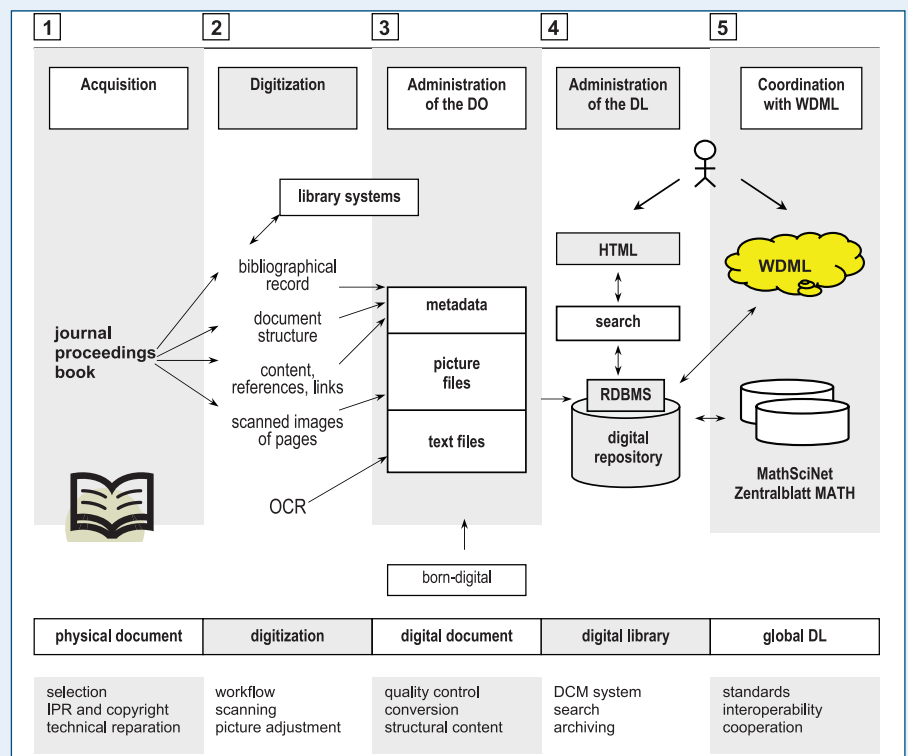 1
2
3
4
5
Acquisition
Digitization
Administration
of the DO
Administration
of the DL
Coordination
with WDML
library systems
bibliographical
record
document
structure
content,
references, links
scanned images
of pages
OCR
journal
proceedings
book
metadata
picture
files
text files
born-digital
HTML
search
RDBMS
digital
repository
WDML
MathSciNet
Zentralblatt MATH
physical document
digitization
digital document
digital library
global DL
selection
IPR and copyright
technical reparation
workflow
scanning
picture adjustment
quality control
conversion
structural content
DCM system
search
archiving
standards
interoperability
cooperation